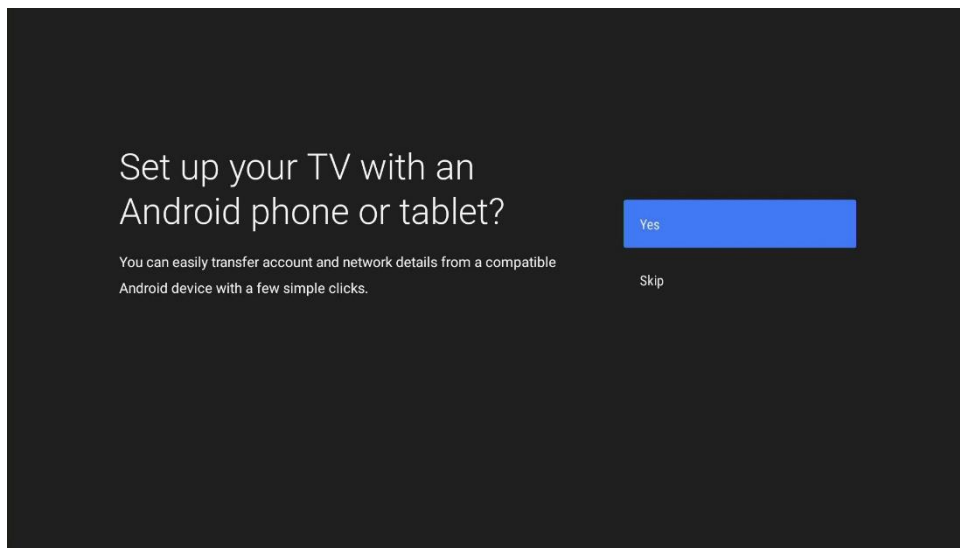 Set up your TV with an
Android phone or tablet?
You can easily transfer account and network details from a compatible
Android device with a few simple clicks.
Yes
Skip